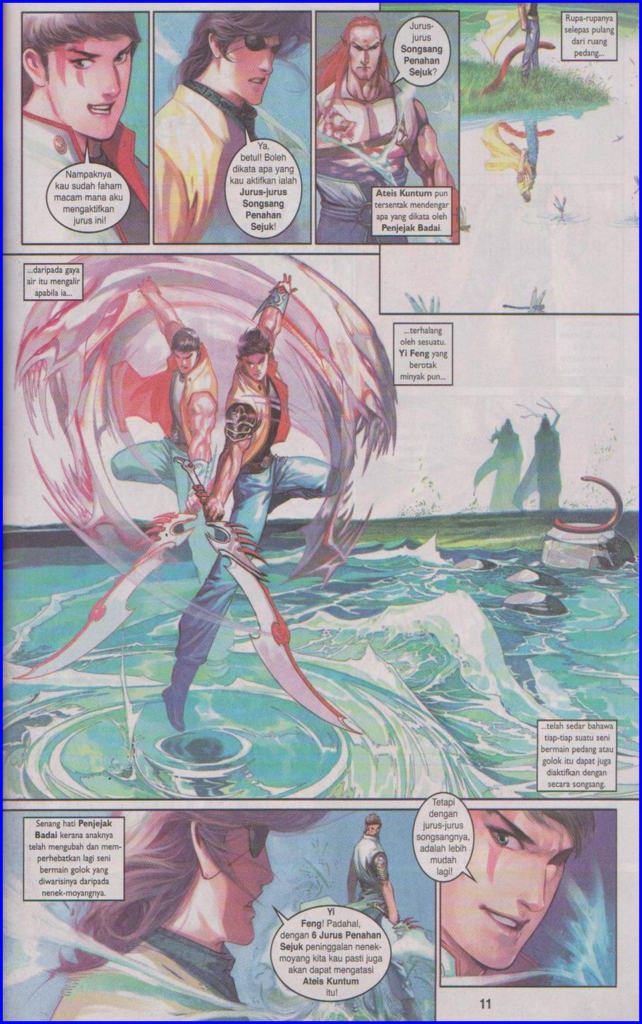 Nampaknya
kau sudah faham
macam mana aku
mengaktifkan
jurus ini!
Ya,
betul! Boleh
dikata apa yang
kau aktifkan ialah
Jurus-jurus
Songsang
Penahan
Sejuk!
Jurus-
jurus
Songsang
Penahan
Sejuk?
Ateis Kuntum pun
tersentak mendengar
apa yang dikata oleh
Penjejak Badai.
Rupa-rupanya
selepas pulang
dari ruang
pedang...
...daripada gaya
air itu mengalir
apabila ia...
...terhalang
oleh sesuatu.
Yi Feng yang
berotak
minyak pun...
...telah sedar bahawa
tiap-tiap suatu seni
bermain pedang atau
golok itu dapat juga
diaktifkan dengan
secara songsang.
Senang hati Penjejak
Badai kerana anaknya
telah mengubah dan mem-
perhebatkan lagi seni
bermain golok yang
diwarisinya daripada
nenek-moyangnya.
Yi
Feng! Padahal,
dengan 6 Jurus Penahan
Sejuk peninggalan nenek-
moyang kita kau pasti juga
akan dapat mengatasi
Ateis Kuntum
itu!
Tetapi
dengan
jurus-jurus
songsangnya,
adalah lebih
mudah
lagi!
11